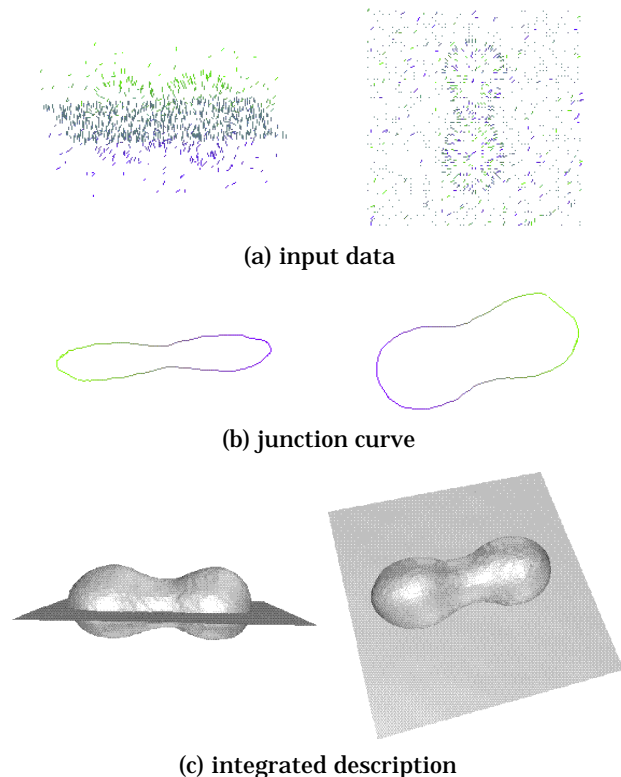 (a) input data
(b) junction curve
(c) integrated description